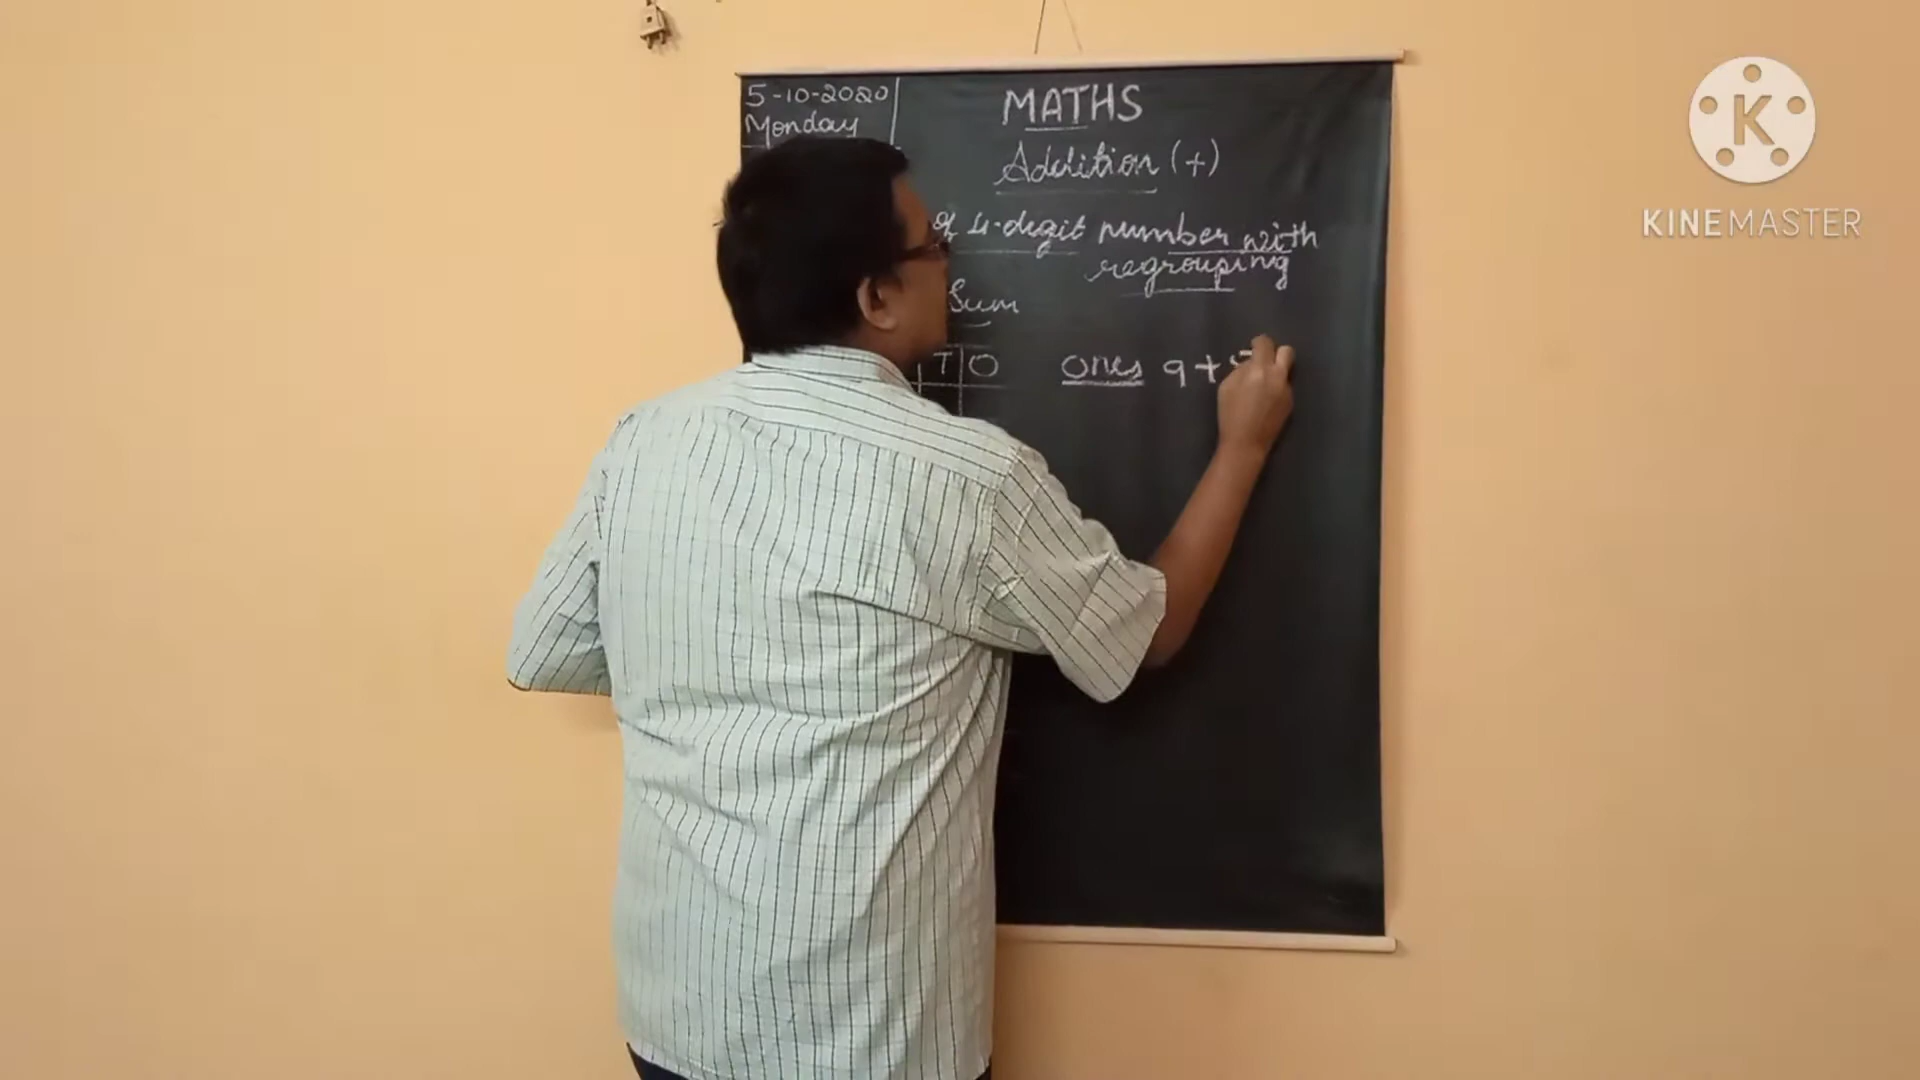 5-10-2020
Monday
MATHS
Addition (+)
of 4-digit number with
regrouping
Sum
T O
Ones 9+
K
KINEMASTER